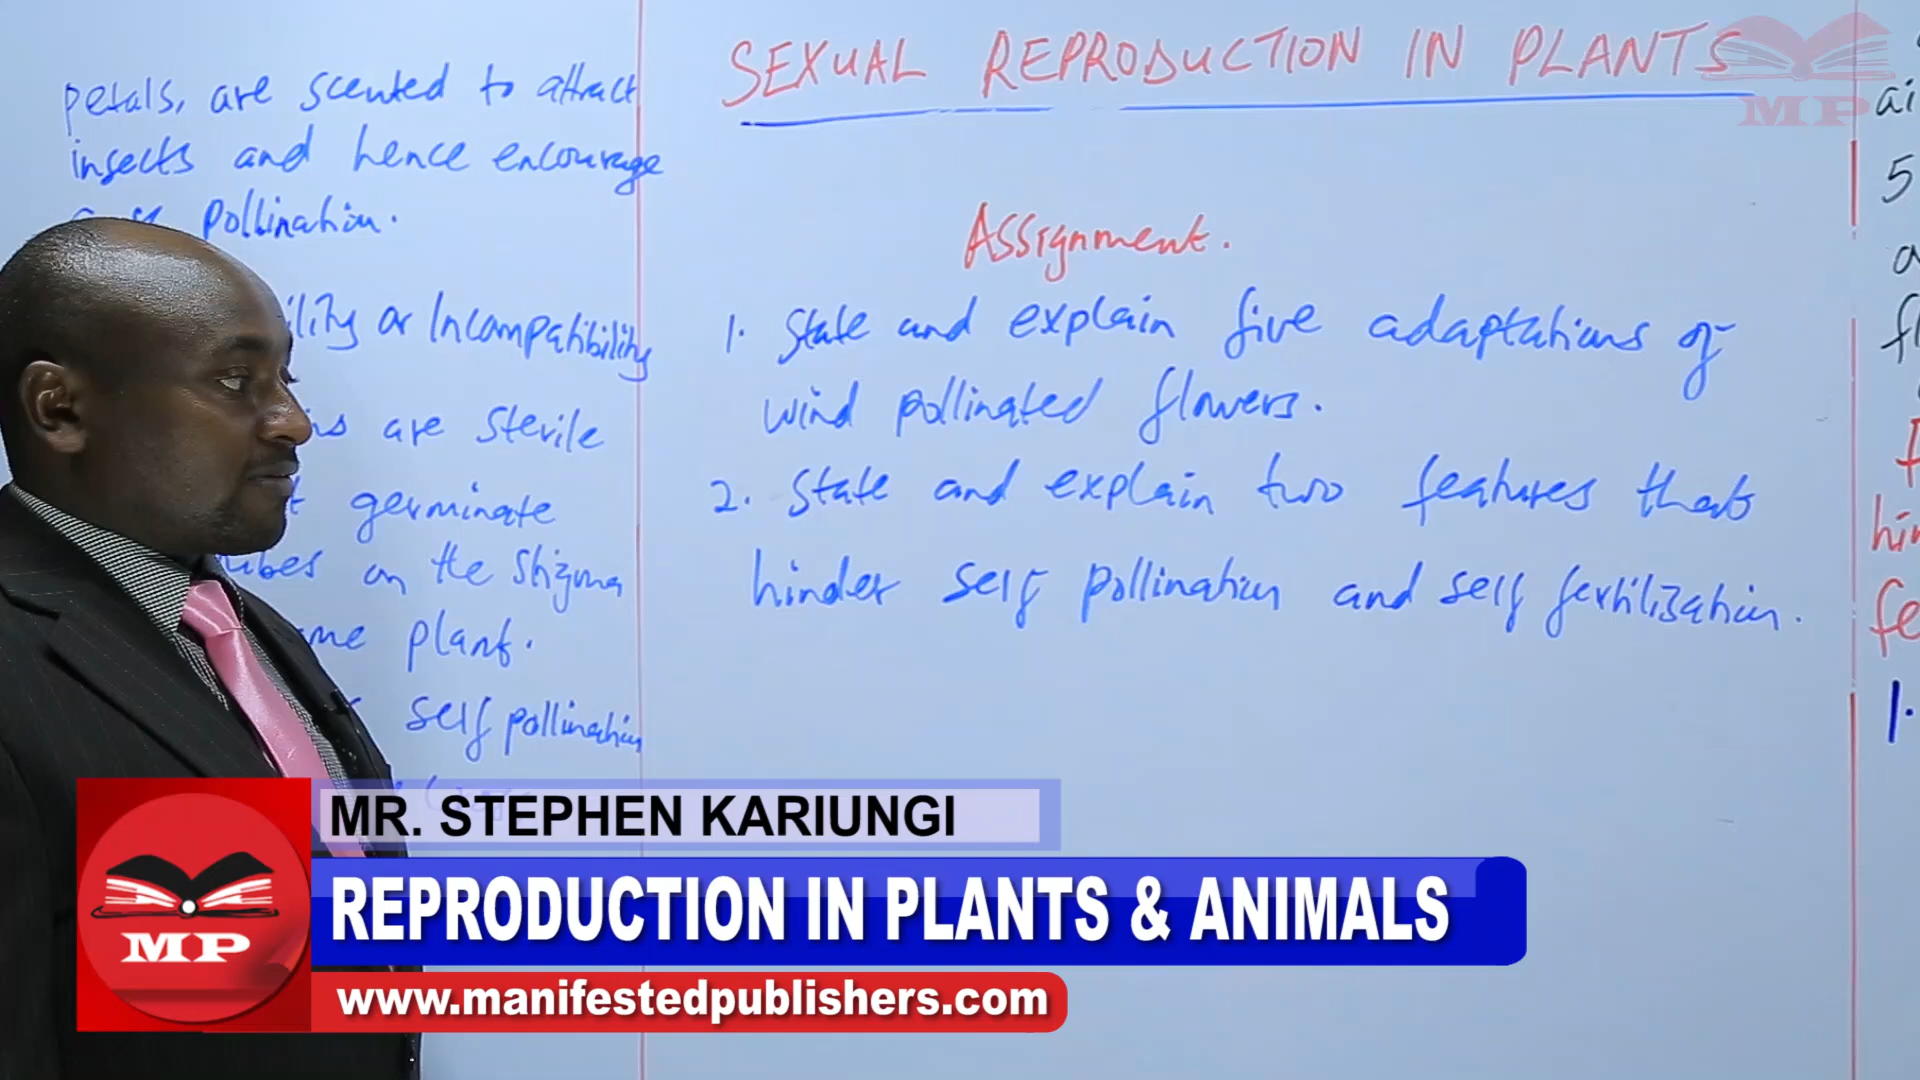 petals, are scented to attract
insects and hence encourage
pollination.
or Incompatibility
are sterile
germinate
on the stigma
plant.
self pollination
SEXUAL REPRODUCTION IN PLANTS
Assignment.
1. State and explain five adaptations of
wind pollinated flowers.
2. State and explain two features that
hinder self pollination and self fertilization.
MP
ai
5
fl
hin
fe
1.
MR. STEPHEN KARIUNGI
REPRODUCTION IN PLANTS & ANIMALS
www.manifestedpublishers.com
MP